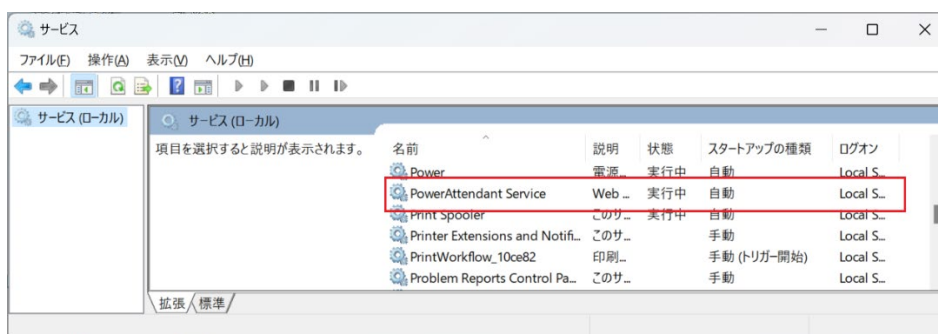 サービス
ファイル(F) 操作(A) 表示(V) ヘルプ(H)
サービス (ローカル)
サービス (ローカル)
項目を選択すると説明が表示されます。
名前 説明 状態 スタートアップの種類 ログオン
Power 電源... 実行中 自動 Local S...
PowerAttendant Service Web ... 実行中 自動 Local S...
Print Spooler このサ... 実行中 自動 Local S...
Printer Extensions and Notifi... このサ... 手動 Local S...
PrintWorkflow_10ce82 印刷... 手動 (トリガー開始) Local S...
Problem Reports Control Pa... このサ... 手動 Local S...
拡張 標準